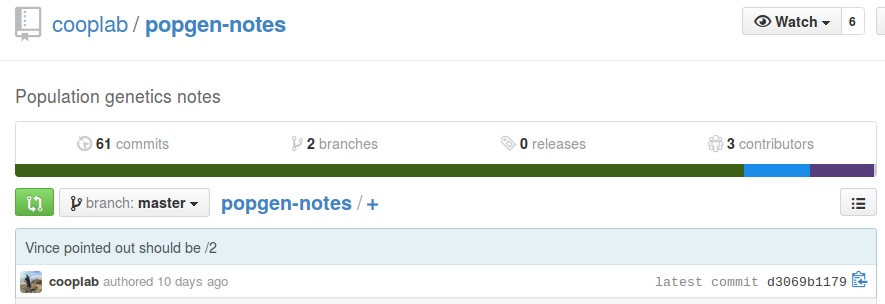 cooplab / popgen-notes
Watch 6
Population genetics notes
61 commits 2 branches 0 releases 3 contributors
branch: master popgen-notes / +
Vince pointed out should be /2
cooplab authored 10 days ago latest commit d3069b1179